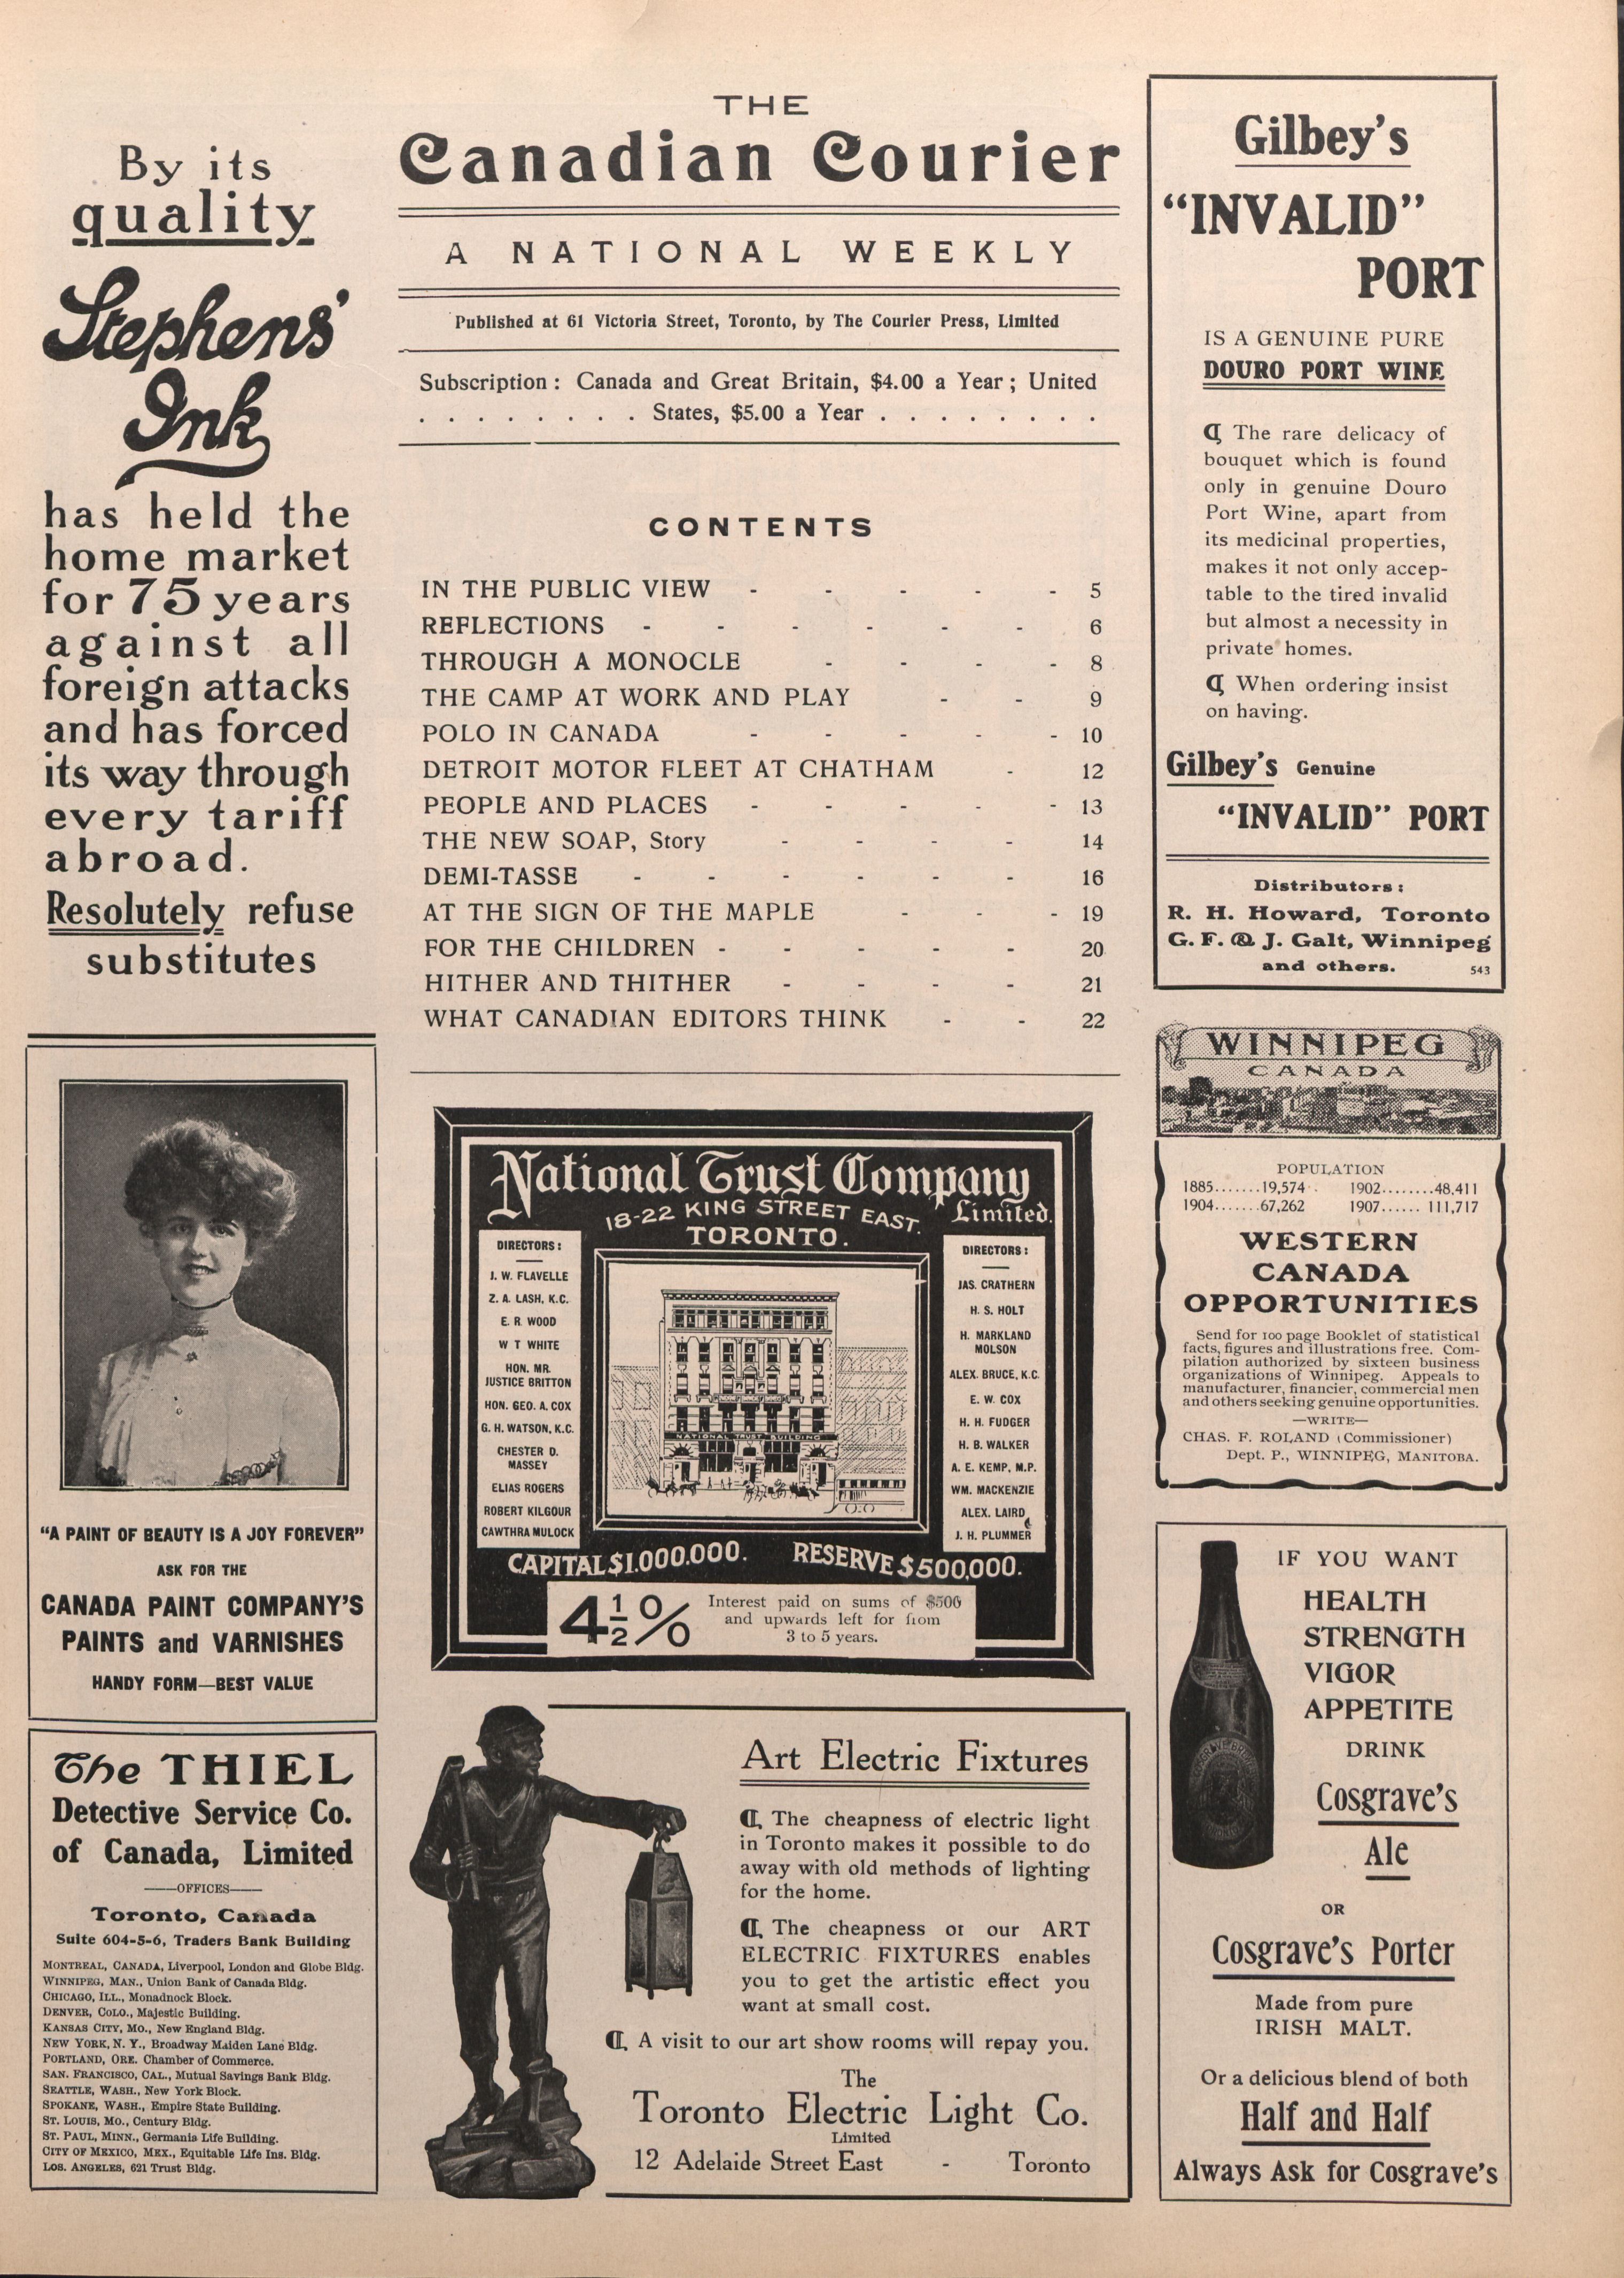 THE
Canadian Courier
A NATIONAL WEEKLY
Published at 61 Victoria Street, Toronto, by The Courier Press, Limited
Subscription: Canada and Great Britain, $4.00 a Year; United
. . . . . . . . States, $5.00 a Year . . . . . . . .
CONTENTS
IN THE PUBLIC VIEW - - - - - 5
REFLECTIONS - - - - - - 6
THROUGH A MONOCLE - - - - 8
THE CAMP AT WORK AND PLAY - - 9
POLO IN CANADA - - - - - 10
DETROIT MOTOR FLEET AT CHATHAM - 12
PEOPLE AND PLACES - - - - - 13
THE NEW SOAP, Story - - - - 14
DEMI-TASSE - - - - - - 16
AT THE SIGN OF THE MAPLE - - - 19
FOR THE CHILDREN - - - - - 20
HITHER AND THITHER - - - - 21
WHAT CANADIAN EDITORS THINK - - 22
By its
quality
Stephens'
Ink
has held the
home market
for 75 years
against all
foreign attacks
and has forced
its way through
every tariff
abroad.
Resolutely refuse
substitutes
"A PAINT OF BEAUTY IS A JOY FOREVER"
ASK FOR THE
CANADA PAINT COMPANY'S
PAINTS and VARNISHES
HANDY FORM—BEST VALUE
The THIEL
Detective Service Co.
of Canada, Limited
——OFFICES——
Toronto, Canada
Suite 604-5-6, Traders Bank Building
MONTREAL, CANADA, Liverpool, London and Globe Bldg.
WINNIPEG, MAN., Union Bank of Canada Bldg.
CHICAGO, ILL., Monadnock Block.
DENVER, COLO., Majestic Building.
KANSAS CITY, MO., New England Bldg.
NEW YORK, N. Y., Broadway Maiden Lane Bldg.
PORTLAND, ORE. Chamber of Commerce.
SAN. FRANCISCO, CAL., Mutual Savings Bank Bldg.
SEATTLE, WASH., New York Block.
SPOKANE, WASH., Empire State Building.
ST. LOUIS, MO., Century Bldg.
ST. PAUL, MINN., Germania Life Building.
CITY OF MEXICO, MEX., Equitable Life Ins. Bldg.
LOS. ANGELES, 621 Trust Bldg.
National Trust Company
Limited.
18-22 KING STREET EAST.
TORONTO.
DIRECTORS:
J. W. FLAVELLE
Z. A. LASH, K.C.
E. R. WOOD
W T WHITE
HON. MR.
JUSTICE BRITTON
HON. GEO. A. COX
G. H. WATSON, K.C.
CHESTER D.
MASSEY
ELIAS ROGERS
ROBERT KILGOUR
CAWTHRA MULOCK
NATIONAL TRUST BUILDING
DIRECTORS:
JAS. CRATHERN
H. S. HOLT
H. MARKLAND
MOLSON
ALEX. BRUCE, K.C.
E. W. COX
H. H. FUDGER
H. B. WALKER
A. E. KEMP, M.P.
WM. MACKENZIE
ALEX. LAIRD
J. H. PLUMMER
CAPITAL $1.000.000. RESERVE $500,000.
4½% Interest paid on sums of $500
and upwards left for from
3 to 5 years.
Art Electric Fixtures
¶ The cheapness of electric light
in Toronto makes it possible to do
away with old methods of lighting
for the home.
¶ The cheapness of our ART
ELECTRIC FIXTURES enables
you to get the artistic effect you
want at small cost.
¶ A visit to our art show rooms will repay you.
The
Toronto Electric Light Co.
Limited
12 Adelaide Street East - Toronto
Gilbey's
"INVALID"
PORT
IS A GENUINE PURE
DOURO PORT WINE
¶ The rare delicacy of
bouquet which is found
only in genuine Douro
Port Wine, apart from
its medicinal properties,
makes it not only accep-
table to the tired invalid
but almost a necessity in
private homes.
¶ When ordering insist
on having.
Gilbey's Genuine
"INVALID" PORT
Distributors:
R. H. Howard, Toronto
G. F. & J. Galt, Winnipeg
and others. 543
WINNIPEG
CANADA
POPULATION
1885.......19,574 1902........48,411
1904.......67,262 1907...... 111,717
WESTERN
CANADA
OPPORTUNITIES
Send for 100 page Booklet of statistical
facts, figures and illustrations free. Com-
pilation authorized by sixteen business
organizations of Winnipeg. Appeals to
manufacturer, financier, commercial men
and others seeking genuine opportunities.
—WRITE—
CHAS. F. ROLAND (Commissioner)
Dept. P., WINNIPEG, MANITOBA.
IF YOU WANT
HEALTH
STRENGTH
VIGOR
APPETITE
DRINK
Cosgrave's
Ale
OR
Cosgrave's Porter
Made from pure
IRISH MALT.
Or a delicious blend of both
Half and Half
Always Ask for Cosgrave's